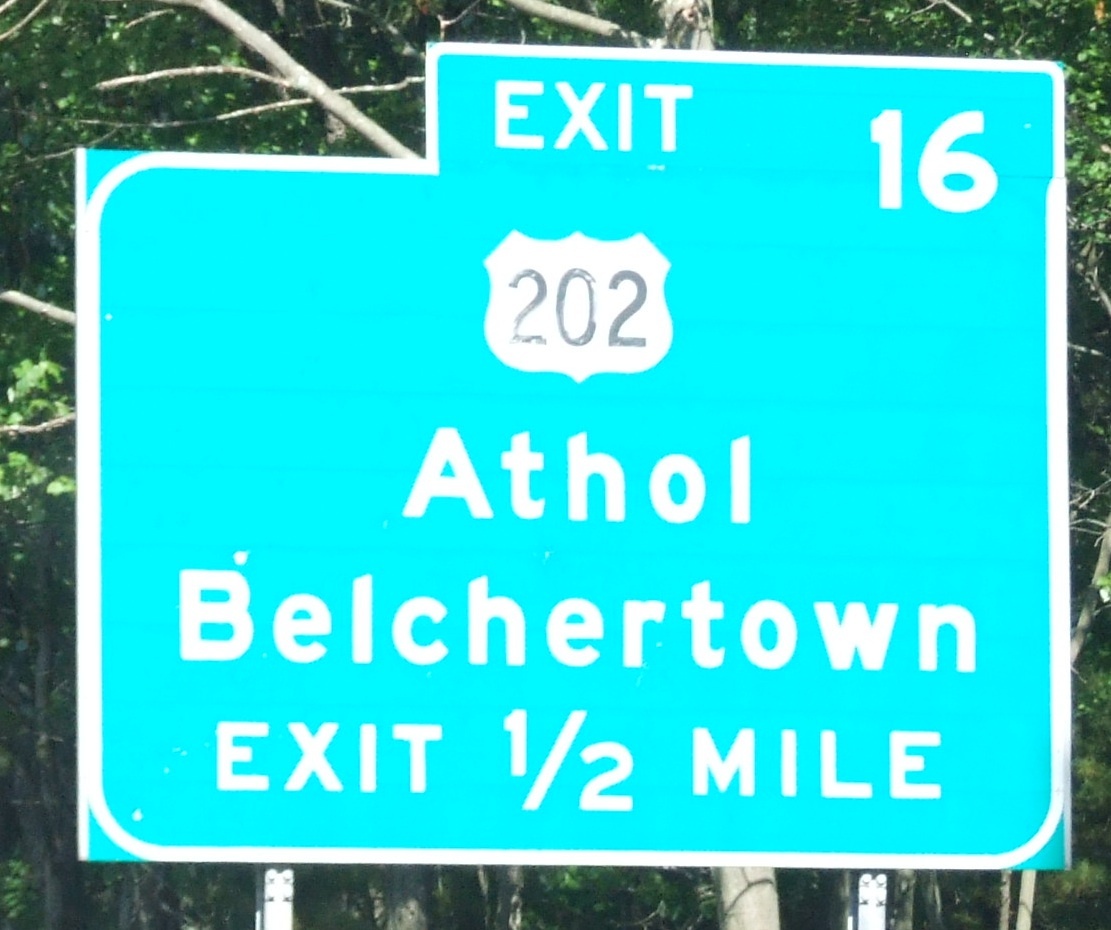 EXIT 16
202
Athol
Belchertown
EXIT 1/2 MILE